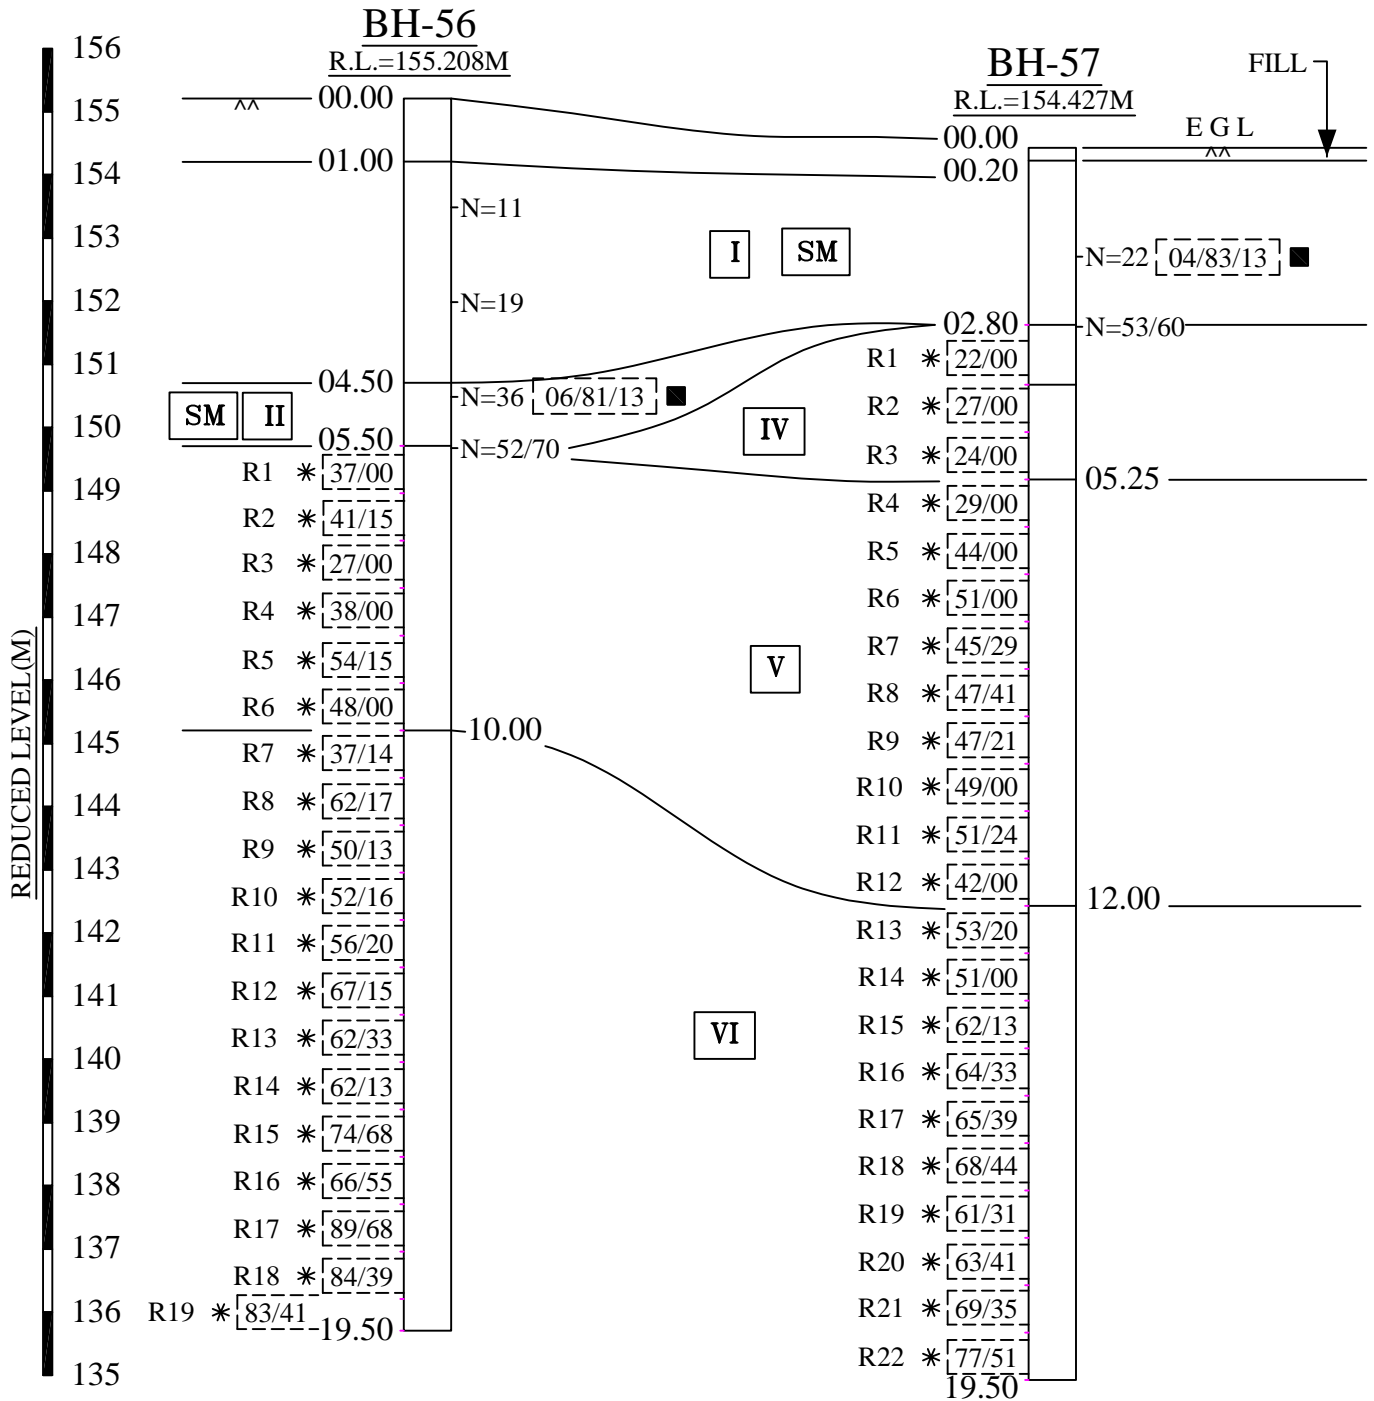 BH-56
R.L.=155.208M
BH-57
R.L.=154.427M
FILL
E G L
REDUCED LEVEL(M)
156
155
154
153
152
151
150
149
148
147
146
145
144
143
142
141
140
139
138
137
136
135
00.00
01.00
N=11
N=19
04.50
N=36 06/81/13
SM II
05.50
N=52/70
R1 * 37/00
R2 * 41/15
R3 * 27/00
R4 * 38/00
R5 * 54/15
R6 * 48/00
10.00
R7 * 37/14
R8 * 62/17
R9 * 50/13
R10 * 52/16
R11 * 56/20
R12 * 67/15
R13 * 62/33
R14 * 62/13
R15 * 74/68
R16 * 66/55
R17 * 89/68
R18 * 84/39
R19 * 83/41
19.50
I SM
IV
V
VI
00.00
00.20
N=22 04/83/13
02.80
N=53/60
R1 * 22/00
R2 * 27/00
R3 * 24/00
05.25
R4 * 29/00
R5 * 44/00
R6 * 51/00
R7 * 45/29
R8 * 47/41
R9 * 47/21
R10 * 49/00
R11 * 51/24
R12 * 42/00
12.00
R13 * 53/20
R14 * 51/00
R15 * 62/13
R16 * 64/33
R17 * 65/39
R18 * 68/44
R19 * 61/31
R20 * 63/41
R21 * 69/35
R22 * 77/51
19.50